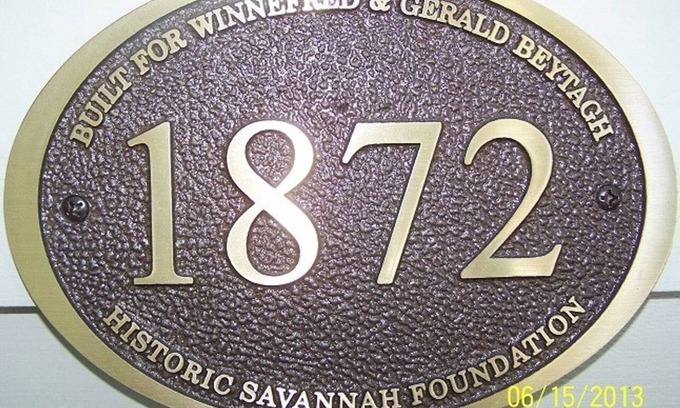 BUILT FOR WINNEFRED & GERALD BEYTAGH
1872
HISTORIC SAVANNAH FOUNDATION
06/15/2013